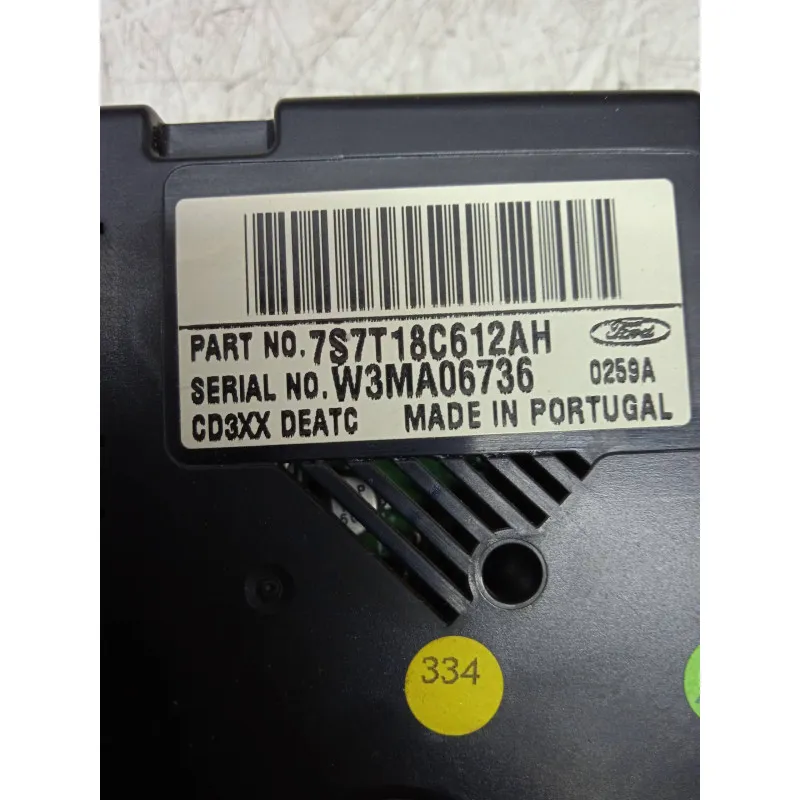 PART NO. 7S7T18C612AH
Ford
SERIAL NO. W3MA06736 0259A
CD3XX DEATC MADE IN PORTUGAL
334